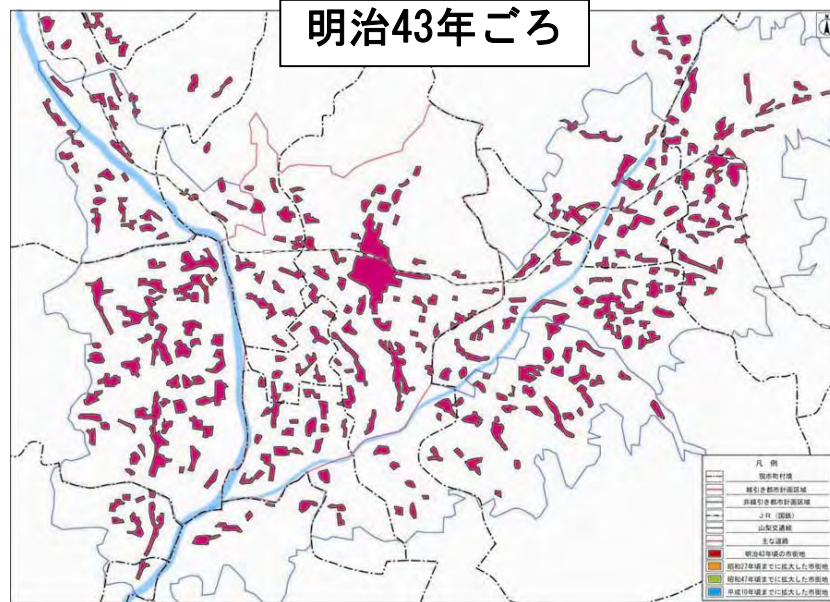 明治43年ごろ
凡 例
現市町村境
線引き都市計画区域
非線引き都市計画区域
ＪＲ（国鉄）
山梨交通線
主な道路
明治43年頃の市街地
昭和27年頃までに拡大した市街地
昭和47年頃までに拡大した市街地
平成10年頃までに拡大した市街地